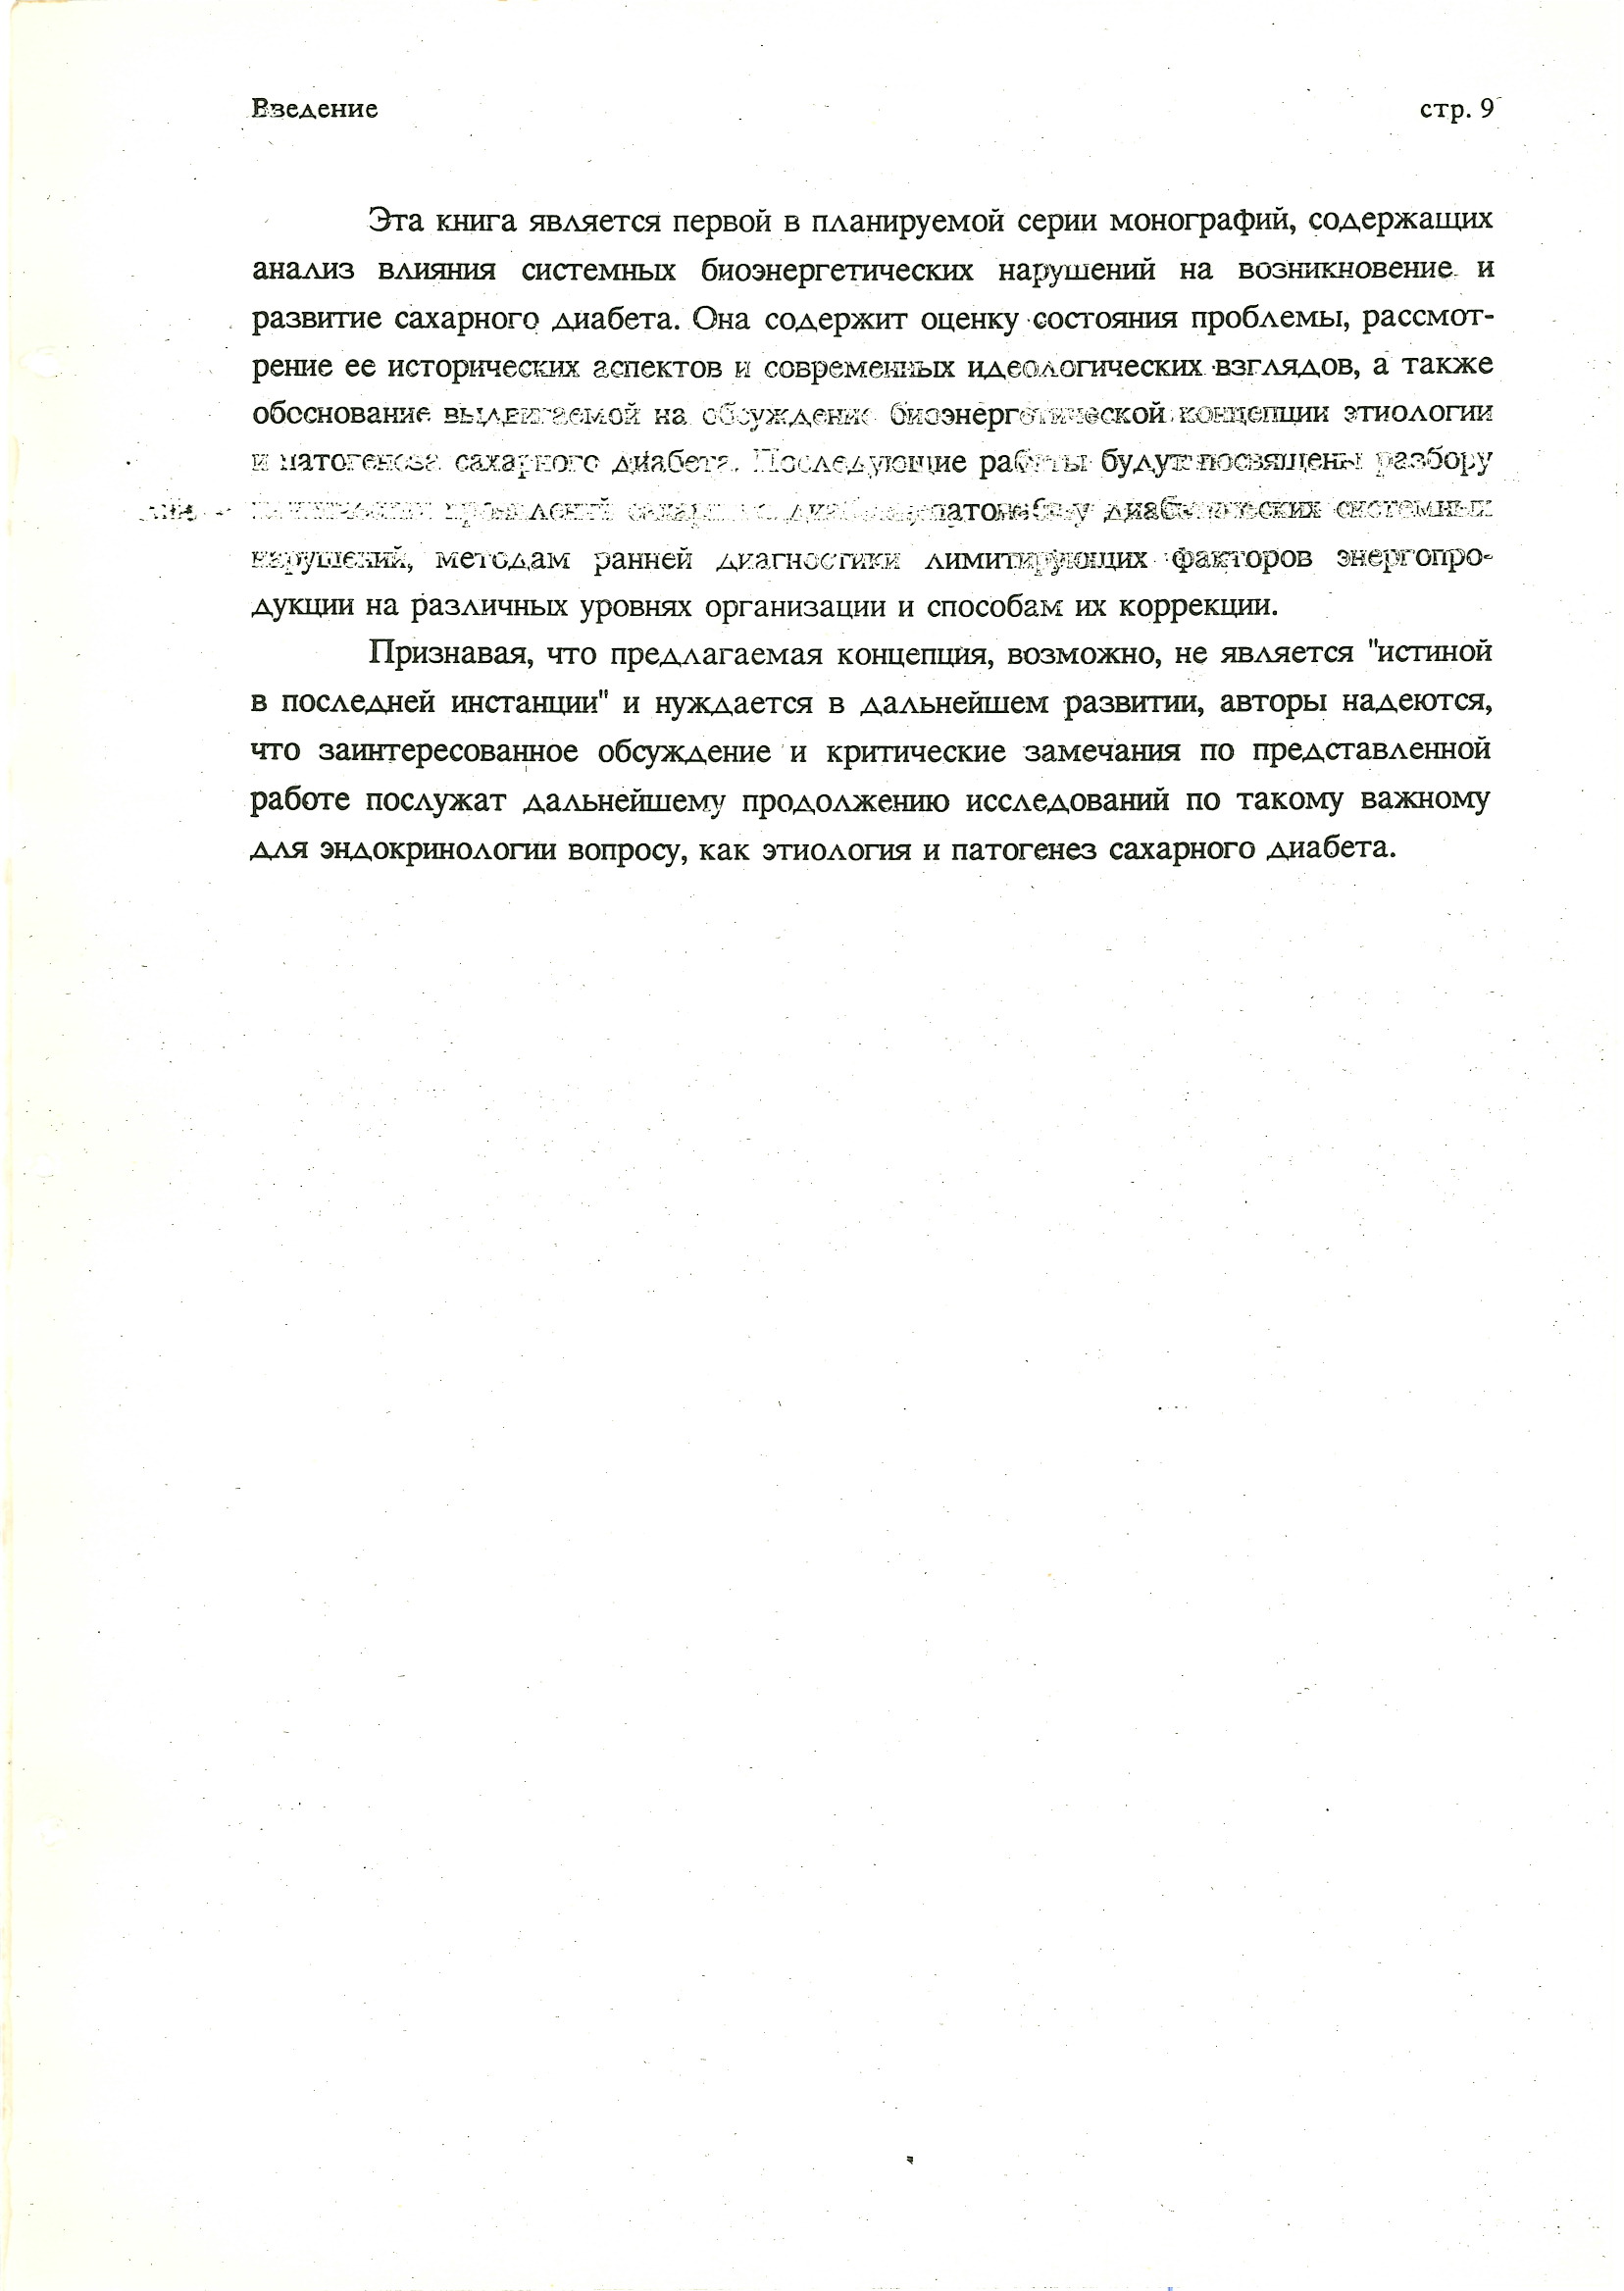 Введение
стр. 9
Эта книга является первой в планируемой серии монографий, содержащих
анализ влияния системных биоэнергетических нарушений на возникновение и
развитие сахарного диабета. Она содержит оценку состояния проблемы, рассмот-
рение ее исторических аспектов и современных идеологических взглядов, а также
обоснование выдвигаемой на обсуждение биоэнергетической концепции этиологии
и патогенеза сахарного диабета. Последующие работы будут посвящены разбору
проявлений сахарного диабета, диабетических системных
нарушений, методам ранней диагностики лимитирующих факторов энергопро-
дукции на различных уровнях организации и способам их коррекции.
Признавая, что предлагаемая концепция, возможно, не является "истиной
в последней инстанции" и нуждается в дальнейшем развитии, авторы надеются,
что заинтересованное обсуждение и критические замечания по представленной
работе послужат дальнейшему продолжению исследований по такому важному
для эндокринологии вопросу, как этиология и патогенез сахарного диабета.